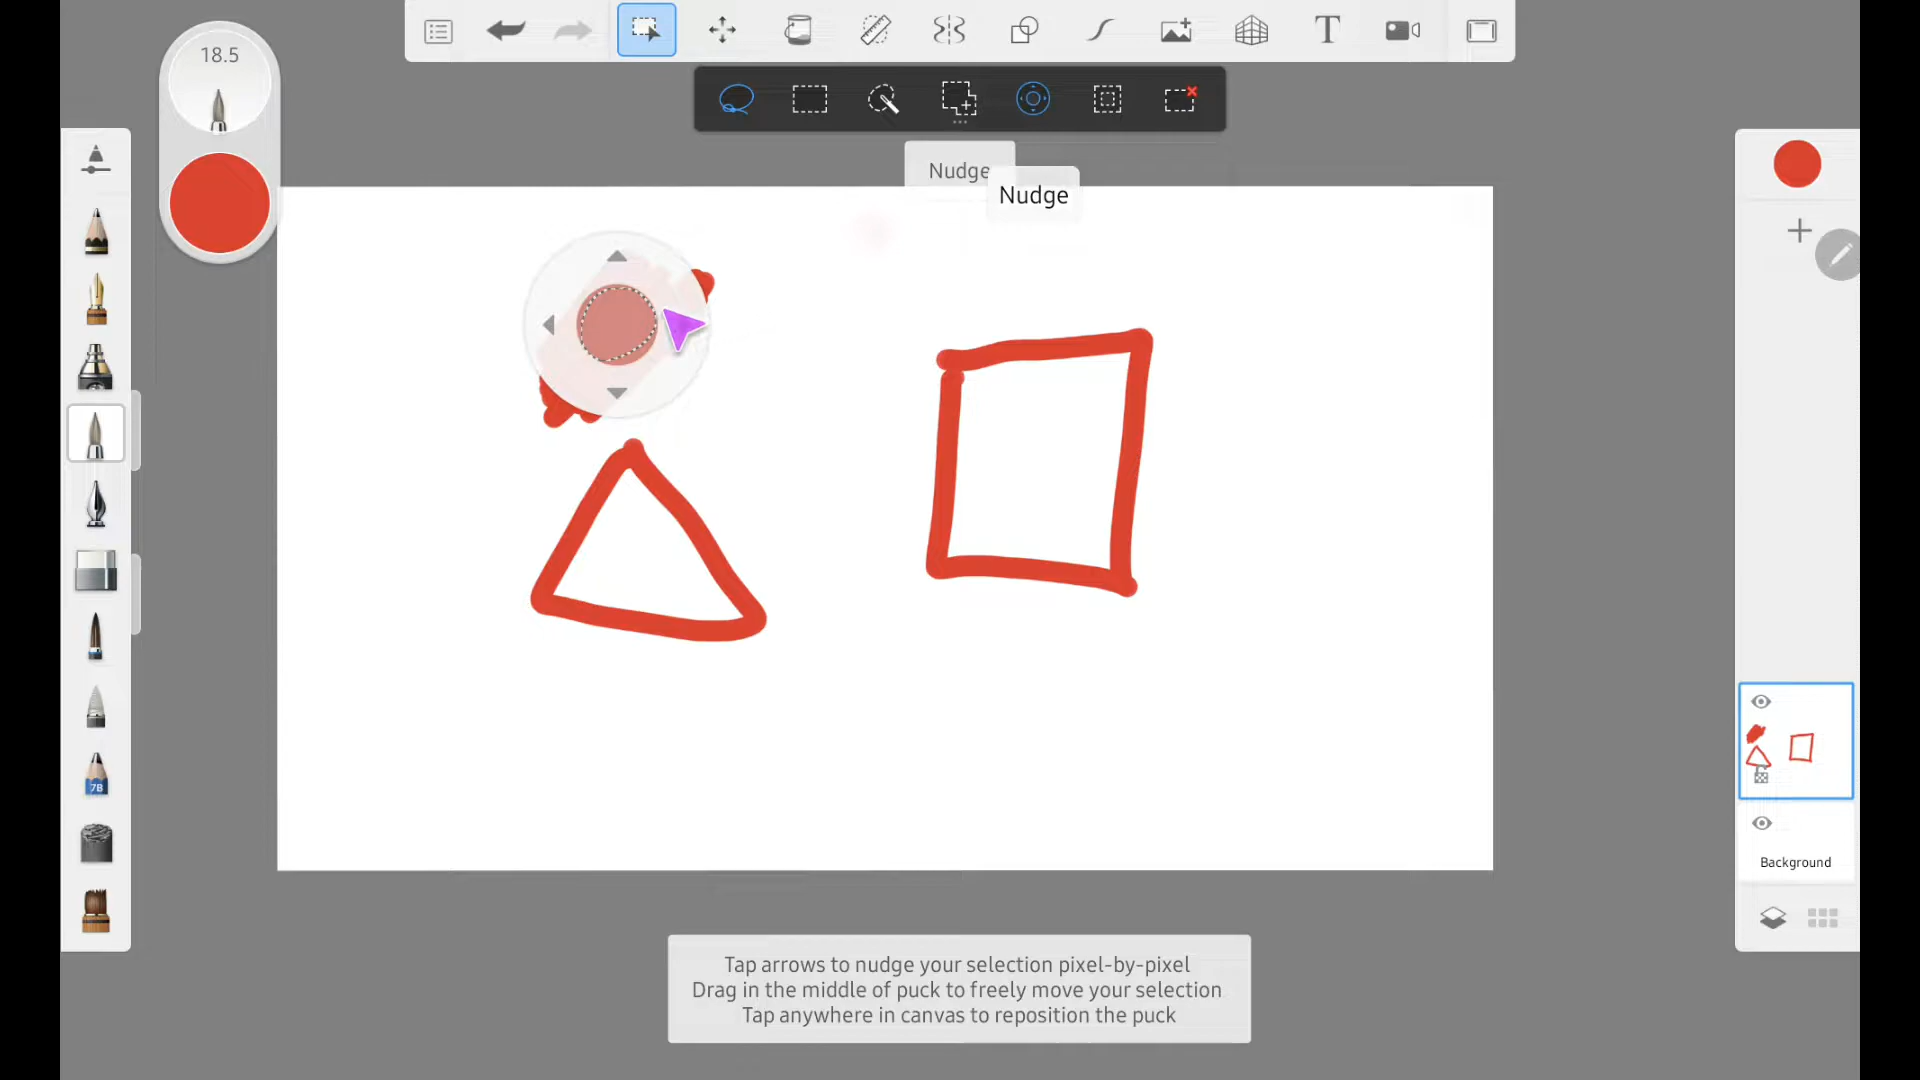 18.5
T
Nudge
Nudge
7B
Background
Tap arrows to nudge your selection pixel-by-pixel
Drag in the middle of puck to freely move your selection
Tap anywhere in canvas to reposition the puck